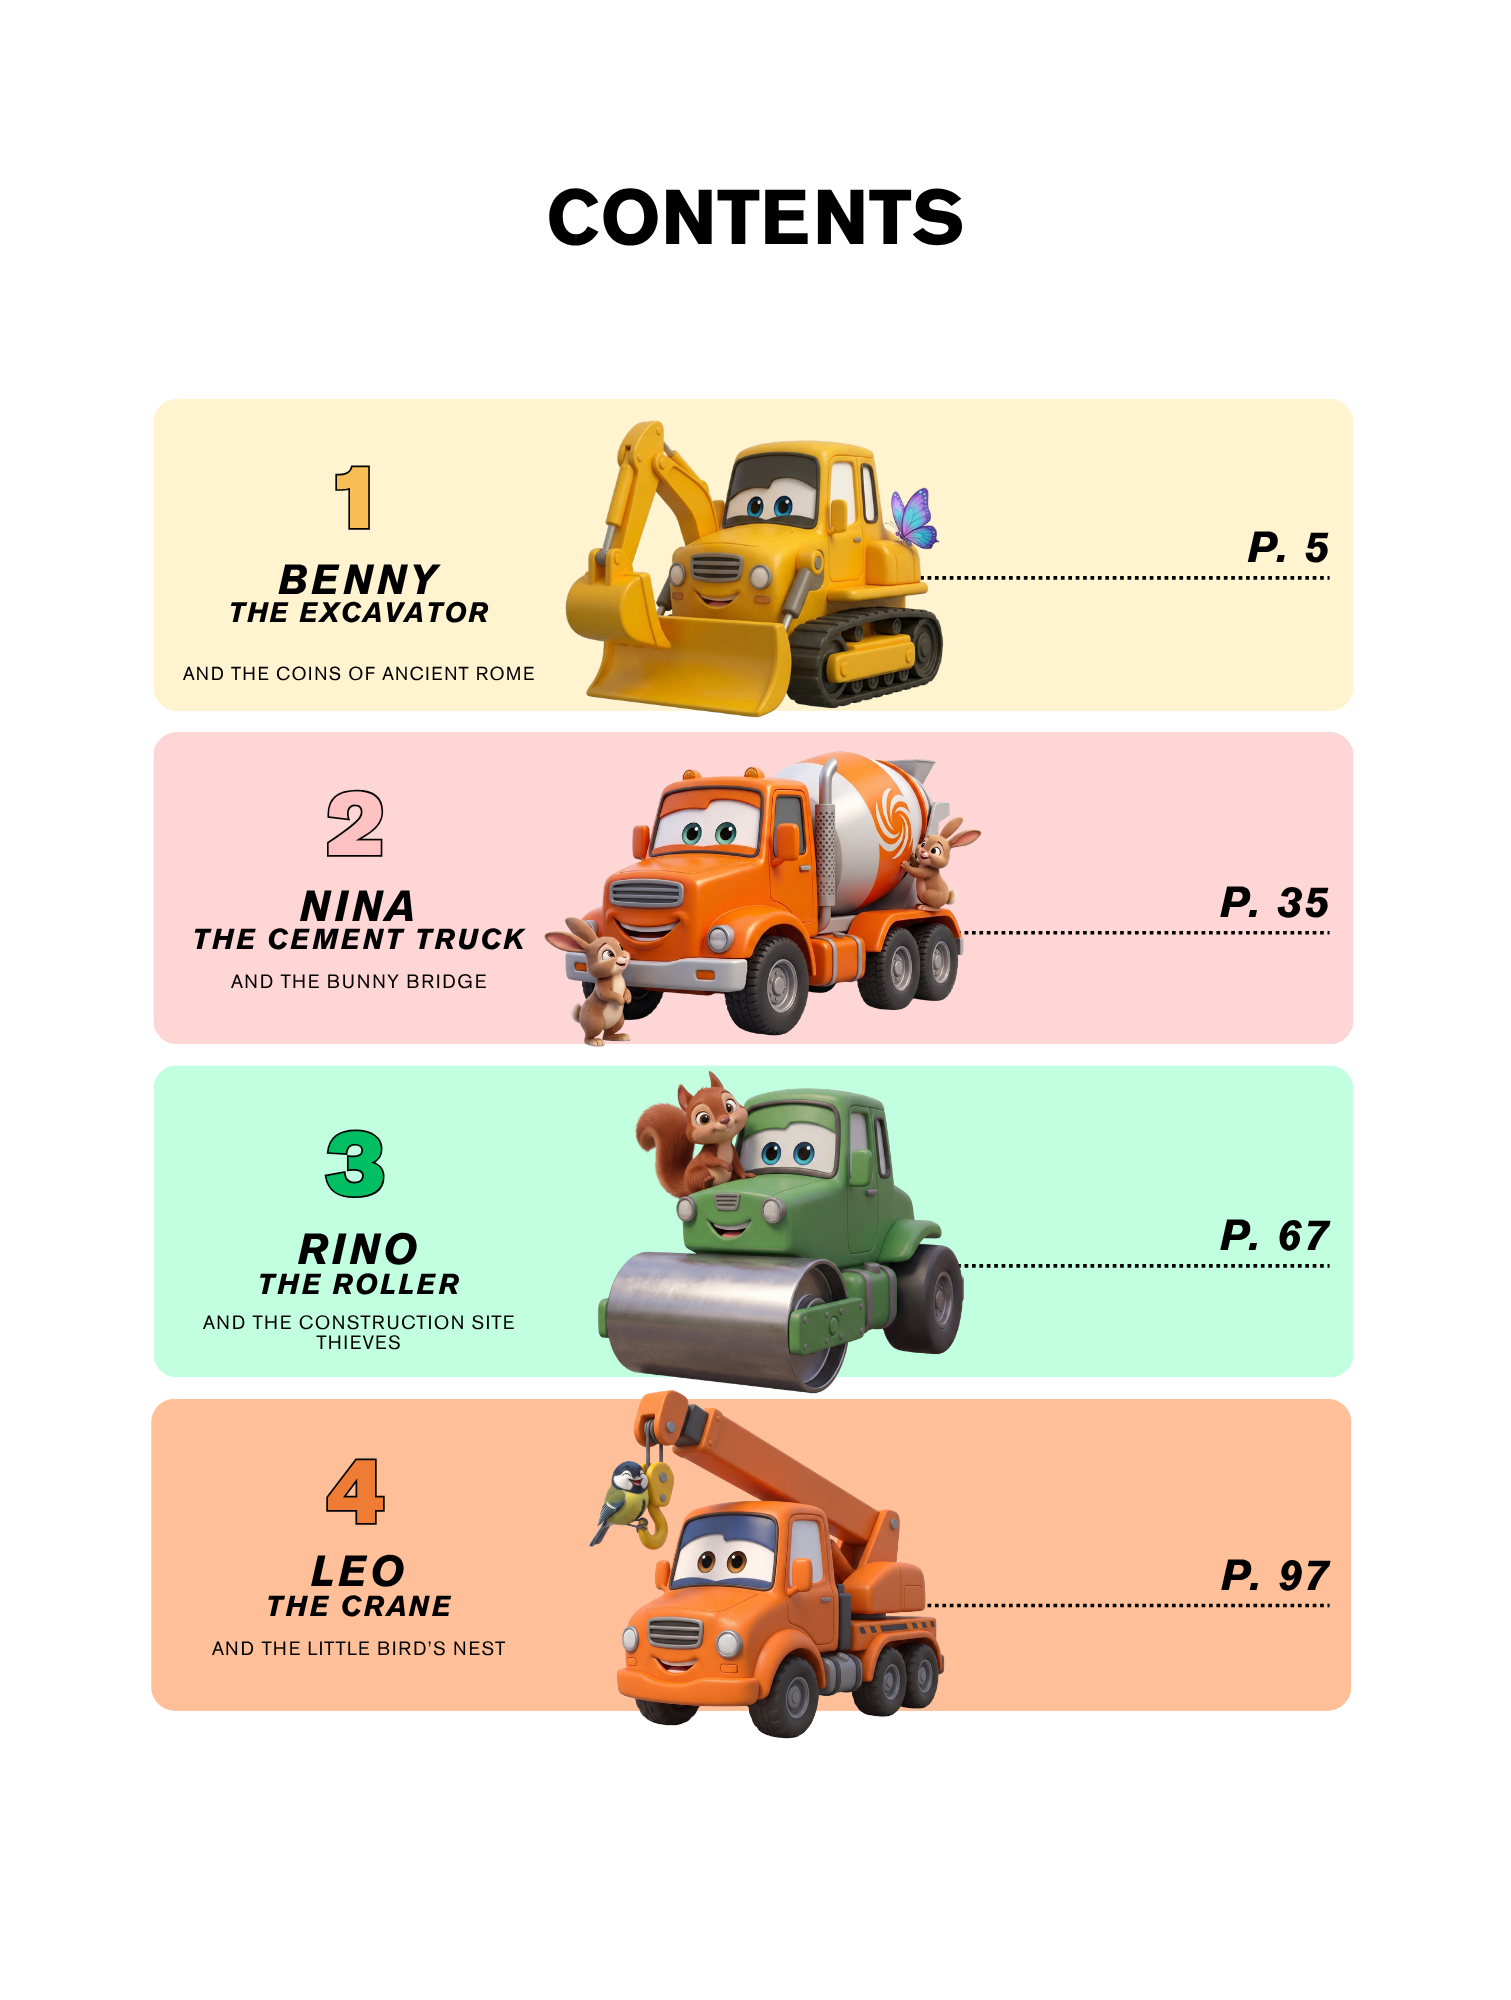 CONTENTS
1
BENNY
THE EXCAVATOR
AND THE COINS OF ANCIENT ROME
P. 5
2
NINA
THE CEMENT TRUCK
AND THE BUNNY BRIDGE
P. 35
3
RINO
THE ROLLER
AND THE CONSTRUCTION SITE
THIEVES
P. 67
4
LEO
THE CRANE
AND THE LITTLE BIRD’S NEST
P. 97